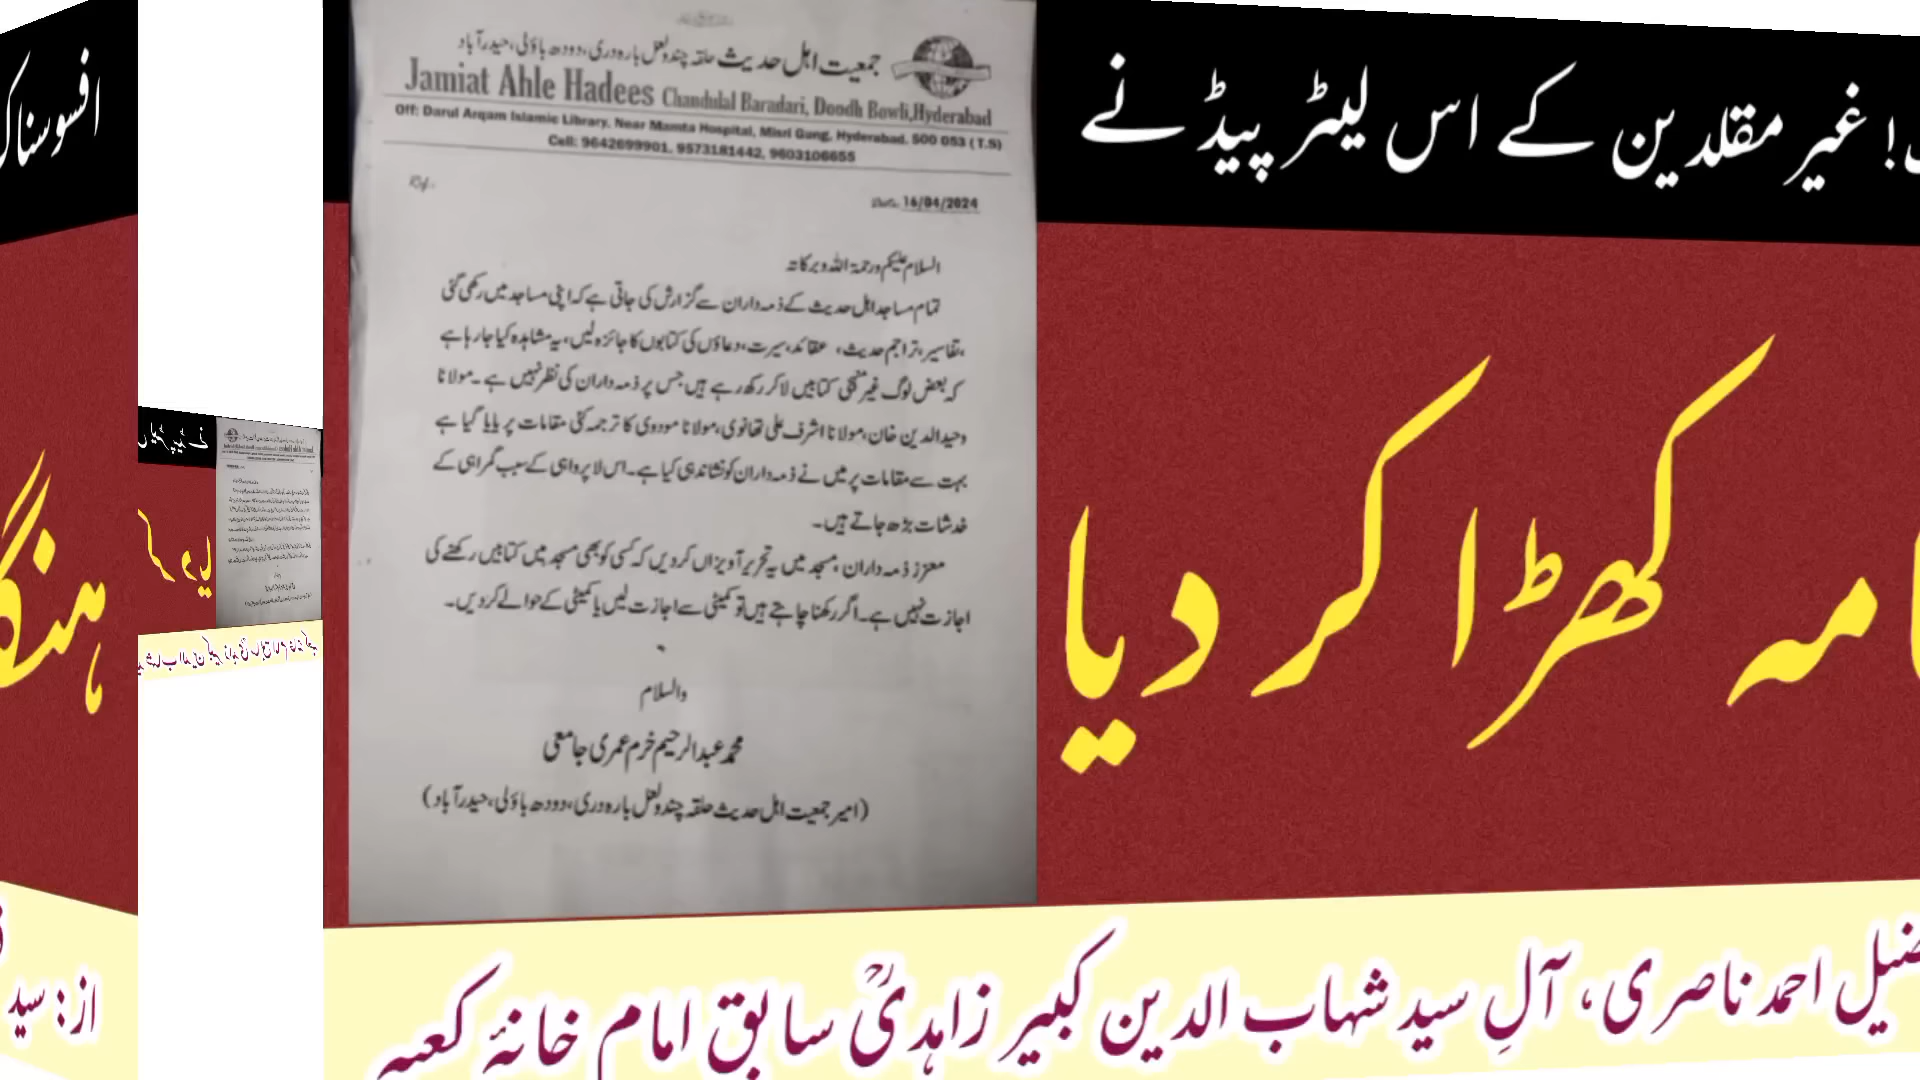 افسوسناک
! غیر مقلدین کے اس لیٹر پیڈ نے
جمعیت اہل حدیث حلقہ چندولعل بارہ دری، دودھ باؤلی، حیدرآباد
Jamiat Ahle Hadees Chandulal Baradari, Doodh Bowli,Hyderabad
Off: Darul Arqam Islamic Library, Near Mamta Hospital, Misri Gung, Hyderabad. 500 053 (T.S)
Cell: 9642699901, 9573181442, 9603106655
Ref.
16/04/2024
السلام علیکم ورحمۃ اللہ وبرکاتہ
تمام مساجد اہل حدیث کے ذمہ داران سے گزارش کی جاتی ہے کہ اپنی مساجد میں رکھی گئی
،تفاسیر، تراجم حدیث، عقائد، سیرت، دعاؤں کی کتابوں کا جائزہ لیں، یہ مشاہدہ کیا جارہا ہے
کہ بعض لوگ غیر منہجی کتابیں لاکر رکھ رہے ہیں جس پر ذمہ داران کی نظر نہیں ہے۔ مولانا
وحید الدین خان، مولانا اشرف علی تھانوی، مولانا مودودی کا ترجمہ کئی مقامات پر پایا گیا ہے
بہت سے مقامات پر میں نے ذمہ داران کو نشاندہی کیا ہے۔ اس لاپرواہی کے سبب گمراہی کے
خدشات بڑھ جاتے ہیں۔
معزز ذمہ داران، مسجد میں یہ تحریر آویزاں کردیں کہ کسی کو بھی مسجد میں کتابیں رکھنے کی
اجازت نہیں ہے۔ اگر رکھنا چاہتے ہیں تو کمیٹی سے اجازت لیں یا کمیٹی کے حوالے کردیں۔
والسلام
محمد عبدالرحیم خرم عمری جامعی
(امیر جمعیت اہل حدیث حلقہ چندولعل بارہ دری، دودھ باؤلی، حیدرآباد)
ہنگامہ کھڑا کر دیا
از: سید فضیل احمد ناصری، آلِ سید شہاب الدین کبیر زاہدیؒ سابق امام خانۂ کعبہ